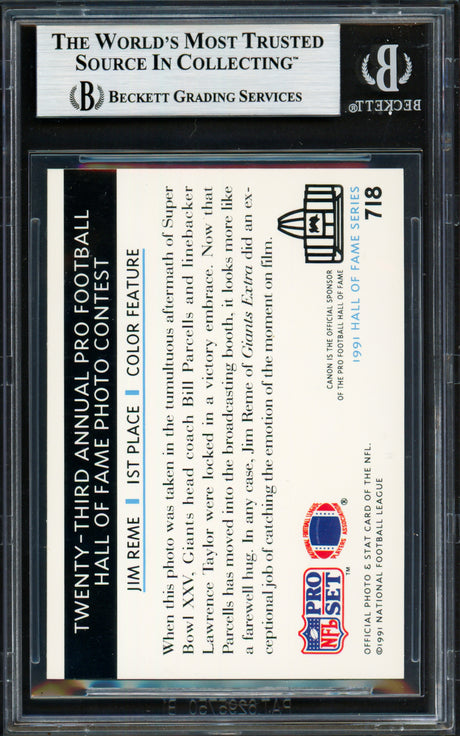 THE WORLD'S MOST TRUSTED
SOURCE IN COLLECTING™
B BECKETT GRADING SERVICES
B
BECKETT®
TWENTY-THIRD ANNUAL PRO FOOTBALL
HALL OF FAME PHOTO CONTEST
JIM REME | 1ST PLACE | COLOR FEATURE
When this photo was taken in the tumultuous aftermath of Super
Bowl XXV, Giants head coach Bill Parcells and linebacker
Lawrence Taylor were locked in a victory embrace. Now that
Parcells has moved into the broadcasting booth, it looks more like
a farewell hug. In any case, Jim Reme of Giants Extra did an ex-
ceptional job of catching the emotion of the moment on film.
PRO
NFL SET™
®
CANON IS THE OFFICIAL SPONSOR
OF THE PRO FOOTBALL HALL OF FAME
OFFICIAL PHOTO & STAT CARD OF THE NFL.
©1991 NATIONAL FOOTBALL LEAGUE
1991 HALL OF FAME SERIES
718